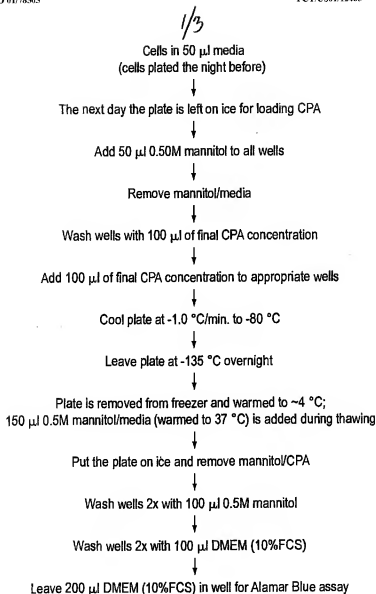 1/3
Cells in 50 µl media
(cells plated the night before)
The next day the plate is left on ice for loading CPA
Add 50 µl 0.50M mannitol to all wells
Remove mannitol/media
Wash wells with 100 µl of final CPA concentration
Add 100 µl of final CPA concentration to appropriate wells
Cool plate at -1.0 °C/min. to -80 °C
Leave plate at -135 °C overnight
Plate is removed from freezer and warmed to ~4 °C;
150 µl 0.5M mannitol/media (warmed to 37 °C) is added during thawing
Put the plate on ice and remove mannitol/CPA
Wash wells 2x with 100 µl 0.5M mannitol
Wash wells 2x with 100 µl DMEM (10%FCS)
Leave 200 µl DMEM (10%FCS) in well for Alamar Blue assay